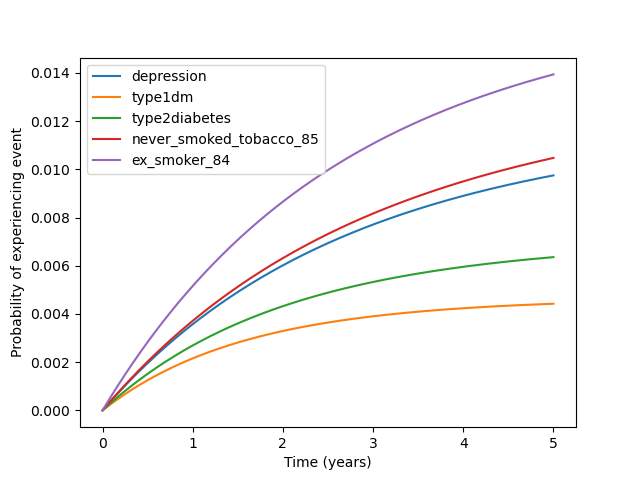 depression
type1dm
type2diabetes
never_smoked_tobacco_85
ex_smoker_84
0.014
0.012
0.010
0.008
0.006
0.004
0.002
0.000
Probability of experiencing event
0 1 2 3 4 5
Time (years)